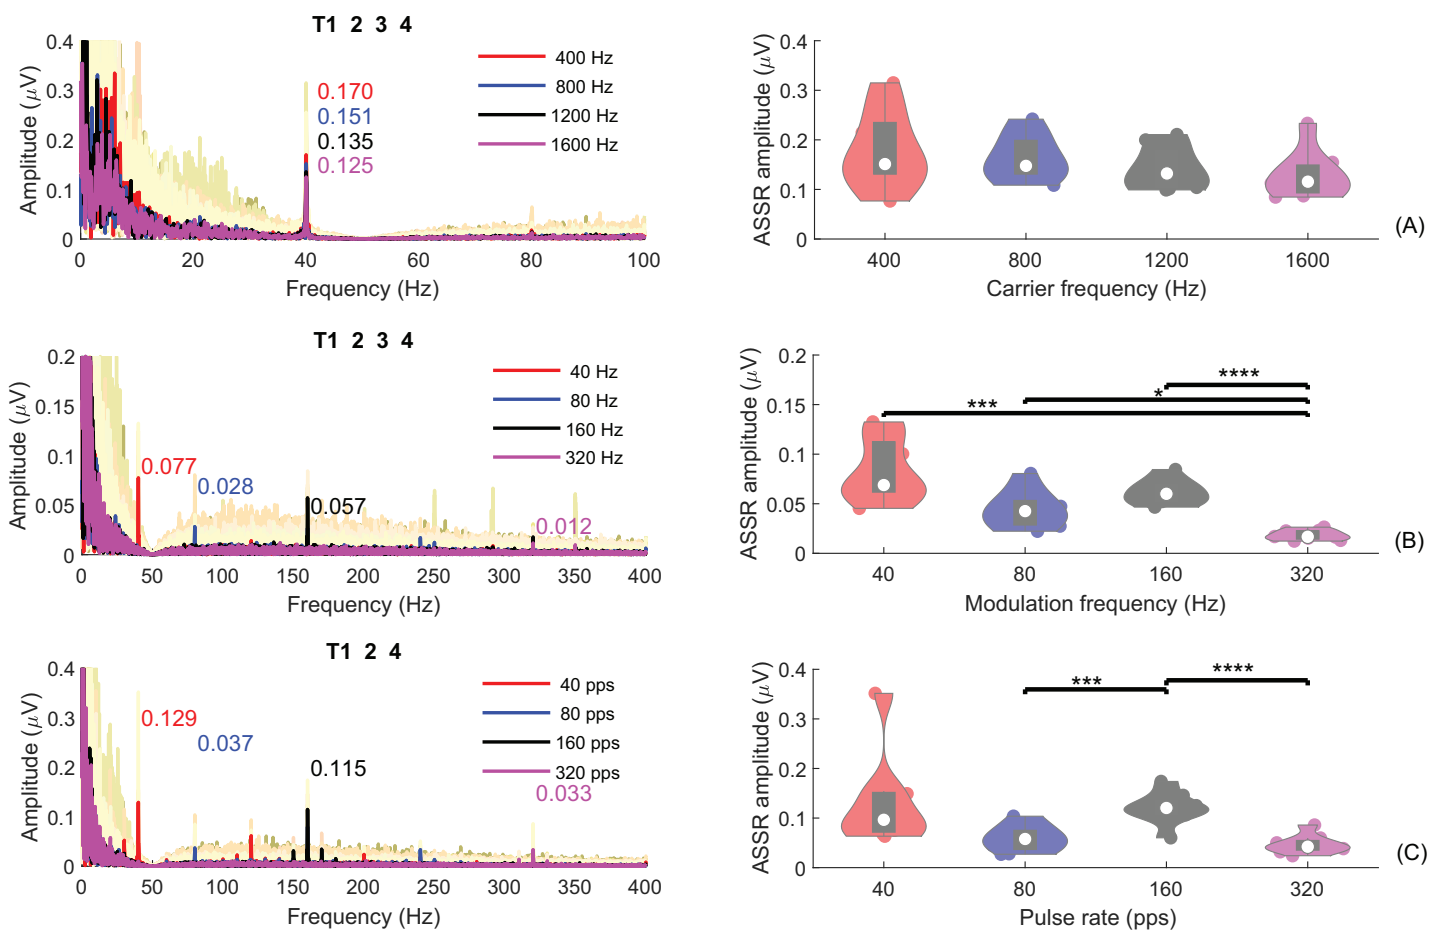 T1 2 3 4
Amplitude (μV)
0.4
0.3
0.2
0.1
0
0 20 40 60 80 100
Frequency (Hz)
400 Hz
800 Hz
1200 Hz
1600 Hz
0.170
0.151
0.135
0.125
ASSR amplitude (μV)
0.4
0.3
0.2
0.1
0
400 800 1200 1600
Carrier frequency (Hz)
(A)
T1 2 3 4
Amplitude (μV)
0.2
0.15
0.1
0.05
0
0 50 100 150 200 250 300 350 400
Frequency (Hz)
40 Hz
80 Hz
160 Hz
320 Hz
0.077
0.028
0.057
0.012
ASSR amplitude (μV)
0.2
0.15
0.1
0.05
0
****
*
***
40 80 160 320
Modulation frequency (Hz)
(B)
T1 2 4
Amplitude (μV)
0.4
0.3
0.2
0.1
0
0 50 100 150 200 250 300 350 400
Frequency (Hz)
40 pps
80 pps
160 pps
320 pps
0.129
0.037
0.115
0.033
ASSR amplitude (μV)
0.4
0.3
0.2
0.1
0
*** ****
40 80 160 320
Pulse rate (pps)
(C)